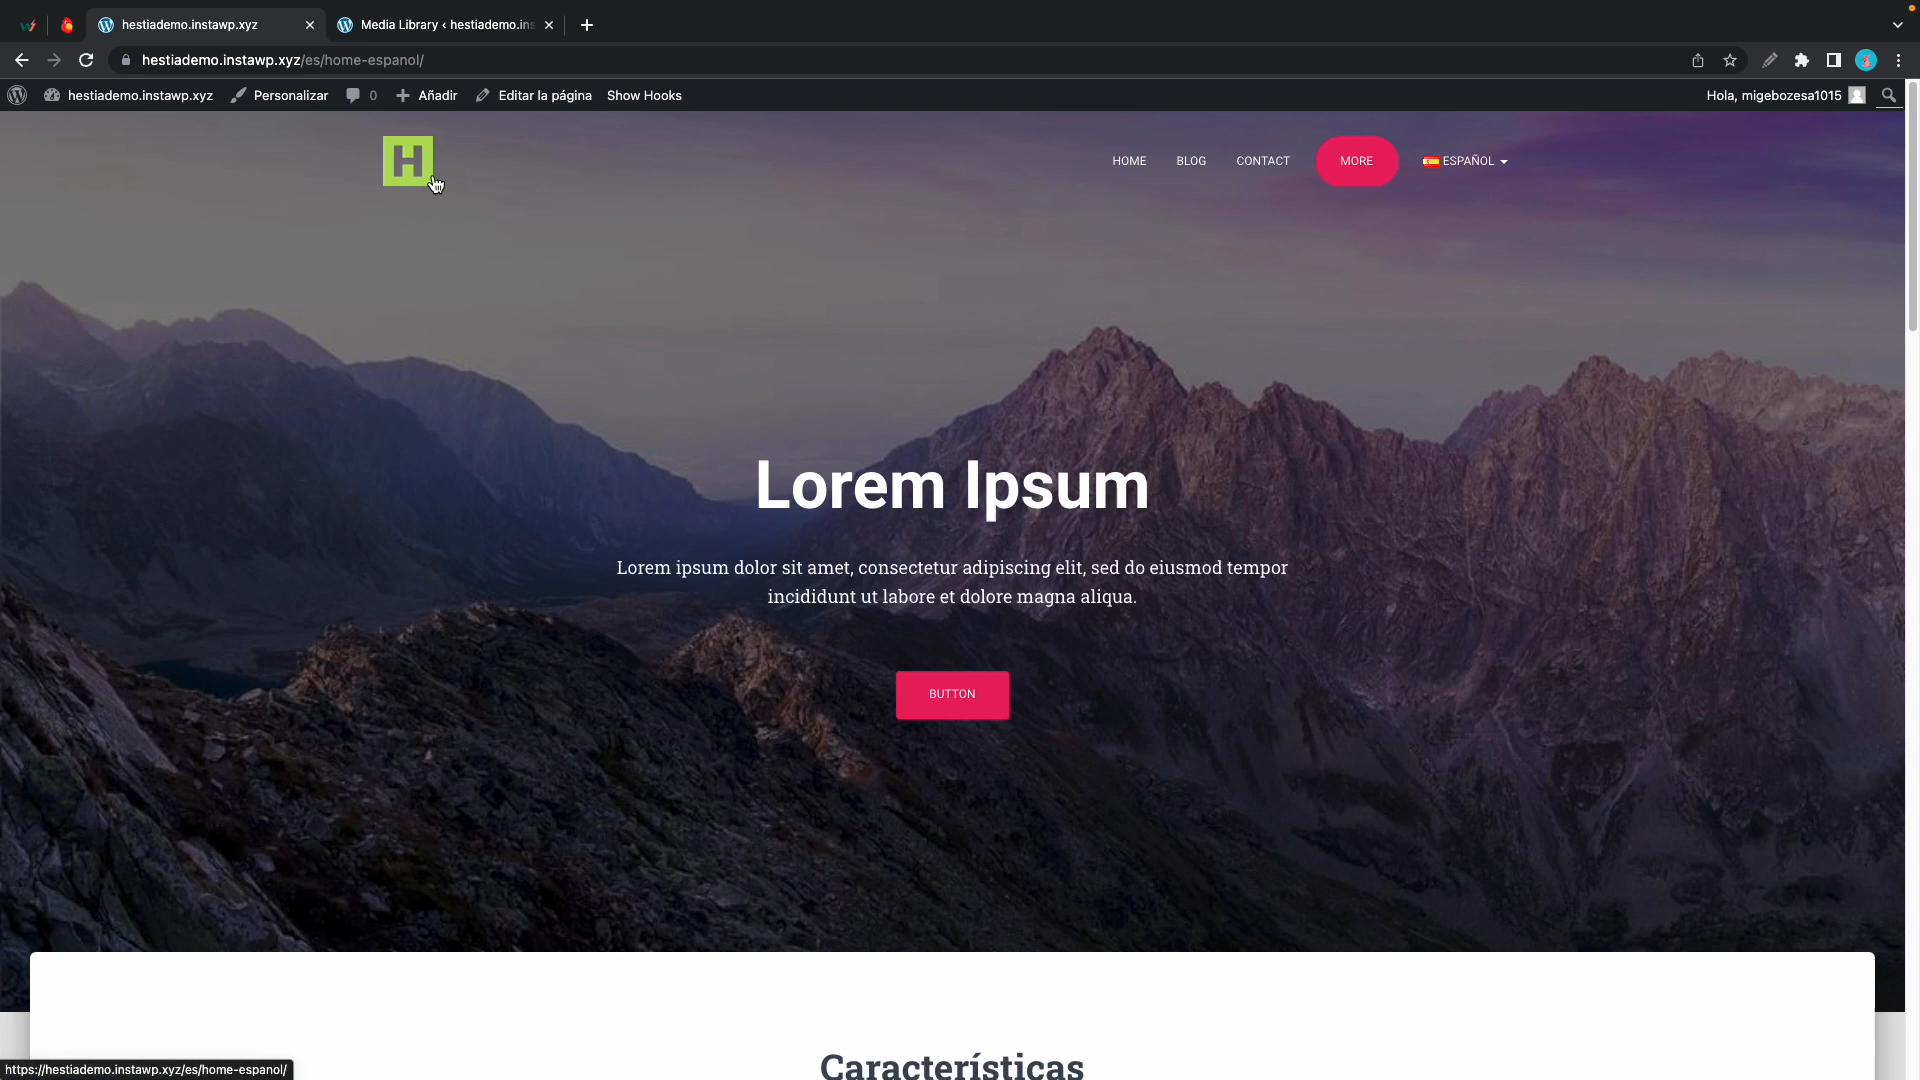 hestiademo.instawp.xyz
Media Library ‹ hestiademo.ins
hestiademo.instawp.xyz/es/home-espanol/
hestiademo.instawp.xyz Personalizar 0 Añadir Editar la página Show Hooks Hola, migebozesa1015
H HOME BLOG CONTACT MORE ESPAÑOL
Lorem Ipsum
Lorem ipsum dolor sit amet, consectetur adipiscing elit, sed do eiusmod tempor
incididunt ut labore et dolore magna aliqua.
BUTTON
Características
https://hestiademo.instawp.xyz/es/home-espanol/